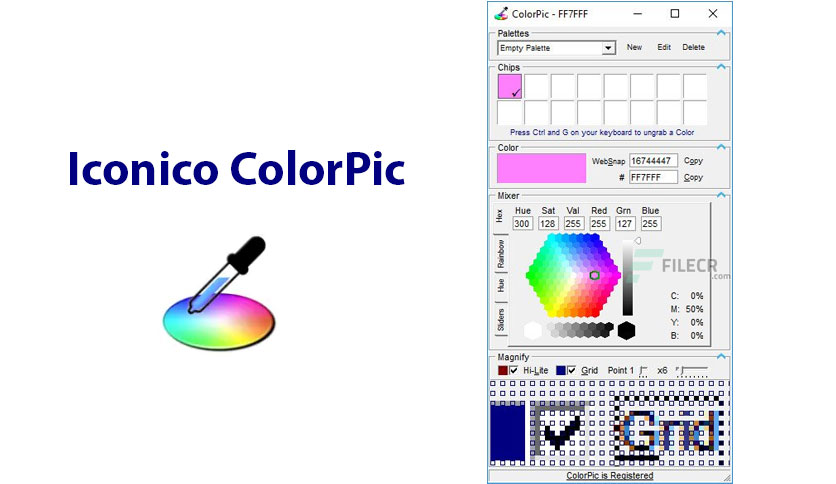 Iconico ColorPic
ColorPic - FF7FFF
Palettes
Empty Palette New Edit Delete
Chips
Press Ctrl and G on your keyboard to ungrab a Color
Color
WebSnap 16744447 Copy
# FF7FFF Copy
Mixer
Hex Rainbow Hue Sliders
Hue Sat Val Red Grn Blue
300 128 255 255 127 255
FILECR
.com
C: 0%
M: 50%
Y: 0%
B: 0%
Magnify
Hi-Lite Grid Point 1 x6
Grid
ColorPic is Registered